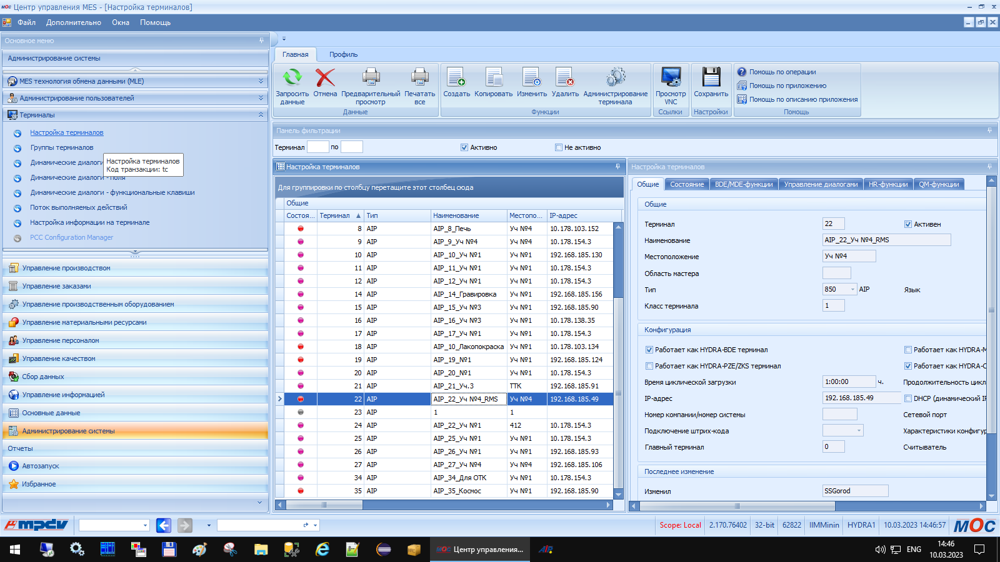 MOC Центр управления MES - [Настройка терминалов]
Файл Дополнительно Окна Помощь
Основное меню
Администрирование системы
MES технология обмена данными (MLE)
Администрирование пользователей
Терминалы
Настройка терминалов
Группы терминалов
Динамические диалоги
Настройка терминалов
Код транзакции: tc
Динамические диалоги - поля
Динамические диалоги - функциональные клавиши
Поток выполняемых действий
Настройка информации на терминале
PCC Configuration Manager
Управление производством
Управление заказами
Управление производственным оборудованием
Управление материальными ресурсами
Управление персоналом
Управление качеством
Сбор данных
Управление информацией
Основные данные
Администрирование системы
Отчеты
Автозапуск
Избранное
Главная Профиль
Запросить данные Отмена Предварительный просмотр Печатать все
Данные
Создать Копировать Изменить Удалить Администрирование терминала
Функции
Просмотр VNC
Ссылки
Сохранить
Настройки
Помощь по операции
Помощь по приложению
Помощь по описанию приложения
Помощь
Панель фильтрации
Терминал по Активно Не активно
Настройка терминалов
Для группировки по столбцу перетащите этот столбец сюда
Общие
Состоя... Терминал Тип Наименование Местопо... IP-адрес
8 AIP AIP_8_Печь Уч №4 10.178.103.152
9 AIP AIP_9_Уч №4 Уч №4 10.178.154.3
10 AIP AIP_10_Уч №1 Уч №1 192.168.185.130
11 AIP AIP_11_Уч №1 Уч №1 10.178.154.3
12 AIP AIP_12_Уч №1 Уч №1 10.178.154.3
14 AIP AIP_14_Гравировка Уч №1 192.168.185.156
15 AIP AIP_15_Уч №3 Уч №1 192.168.185.90
16 AIP AIP_16_Уч №3 Уч №1 10.178.138.35
17 AIP AIP_17_Уч №1 Уч №1 10.178.154.3
18 AIP AIP_10_Лакопокраска Уч №1 10.178.103.134
19 AIP AIP_19_№1 Уч №1 192.168.185.124
20 AIP AIP_20_№1 Уч №1 10.178.154.3
21 AIP AIP_21_Уч.3 ТТК 192.168.185.91
22 AIP AIP_22_Уч №4_RMS Уч №4 192.168.185.49
23 AIP 1 1
24 AIP AIP_22_Уч №1 412 10.178.154.3
25 AIP AIP_25_Уч №1 Уч №1 10.178.154.3
26 AIP AIP_26_Уч №1 Уч №1 192.168.185.93
27 AIP AIP_27_Уч №4 Уч №4 192.168.185.106
34 AIP AIP_34_Для ОТК Уч №1 10.178.154.3
35 AIP AIP_35_Космос Уч №1 192.168.185.90
Настройка терминалов
Общие Состояние BDE/MDE-функции Управление диалогами HR-функции QM-функции
Общие
Терминал 22 Активен
Наименование AIP_22_Уч №4_RMS
Местоположение Уч №4
Область мастера
Тип 850 AIP Язык
Класс терминала 1
Конфигурация
Работает как HYDRA-BDE терминал Работает как HYDRA-M
Работает как HYDRA-PZE/ZKS терминал Работает как HYDRA-C
Время циклической загрузки 1:00:00 ч. Продолжительность цикл
IP-адрес 192.168.185.49 DHCP (динамический IP
Номер компании/номер системы Сетевой порт
Подключение штрих-кода Характеристики конфигур
Главный терминал 0 Считыватель
Последнее изменение
Изменил SSGorod
mpdv Scope: Local 2.170.76402 32-bit 62822 IIMMinin HYDRA1 10.03.2023 14:46:57 MOC
MOC Центр управления... AIP ENG 14:46
10.03.2023